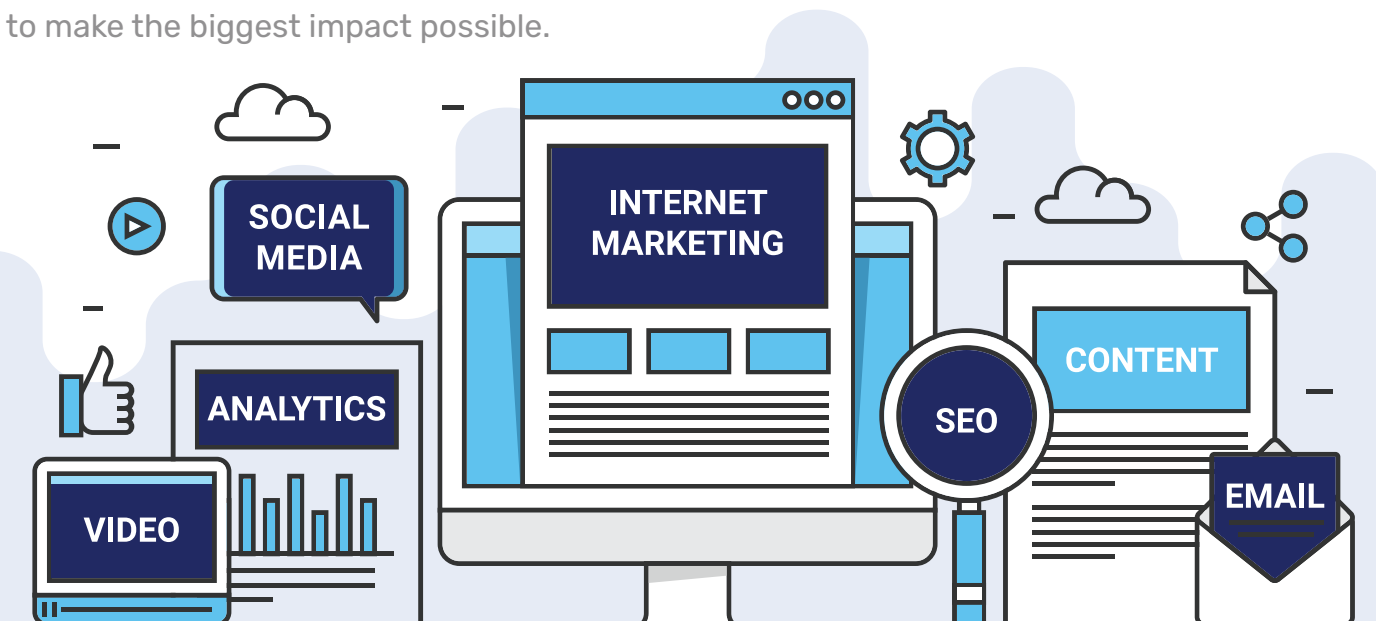 to make the biggest impact possible.
SOCIAL
MEDIA
INTERNET
MARKETING
ANALYTICS
VIDEO
SEO
CONTENT
EMAIL